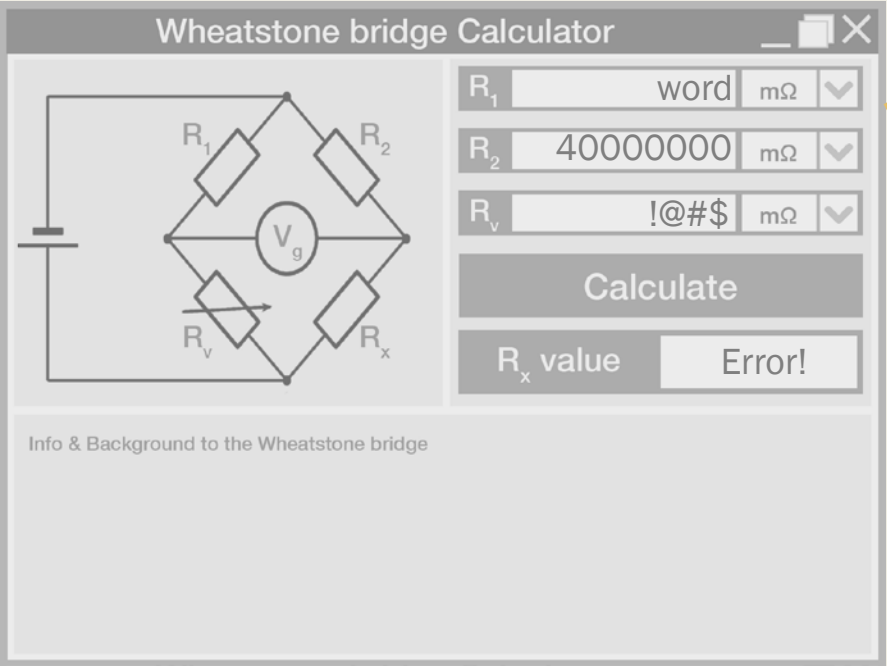 Wheatstone bridge Calculator
R1
R2
Vg
Rv
Rx
R1 word mΩ
R2 40000000 mΩ
Rv !@#$ mΩ
Calculate
Rx value Error!
Info & Background to the Wheatstone bridge